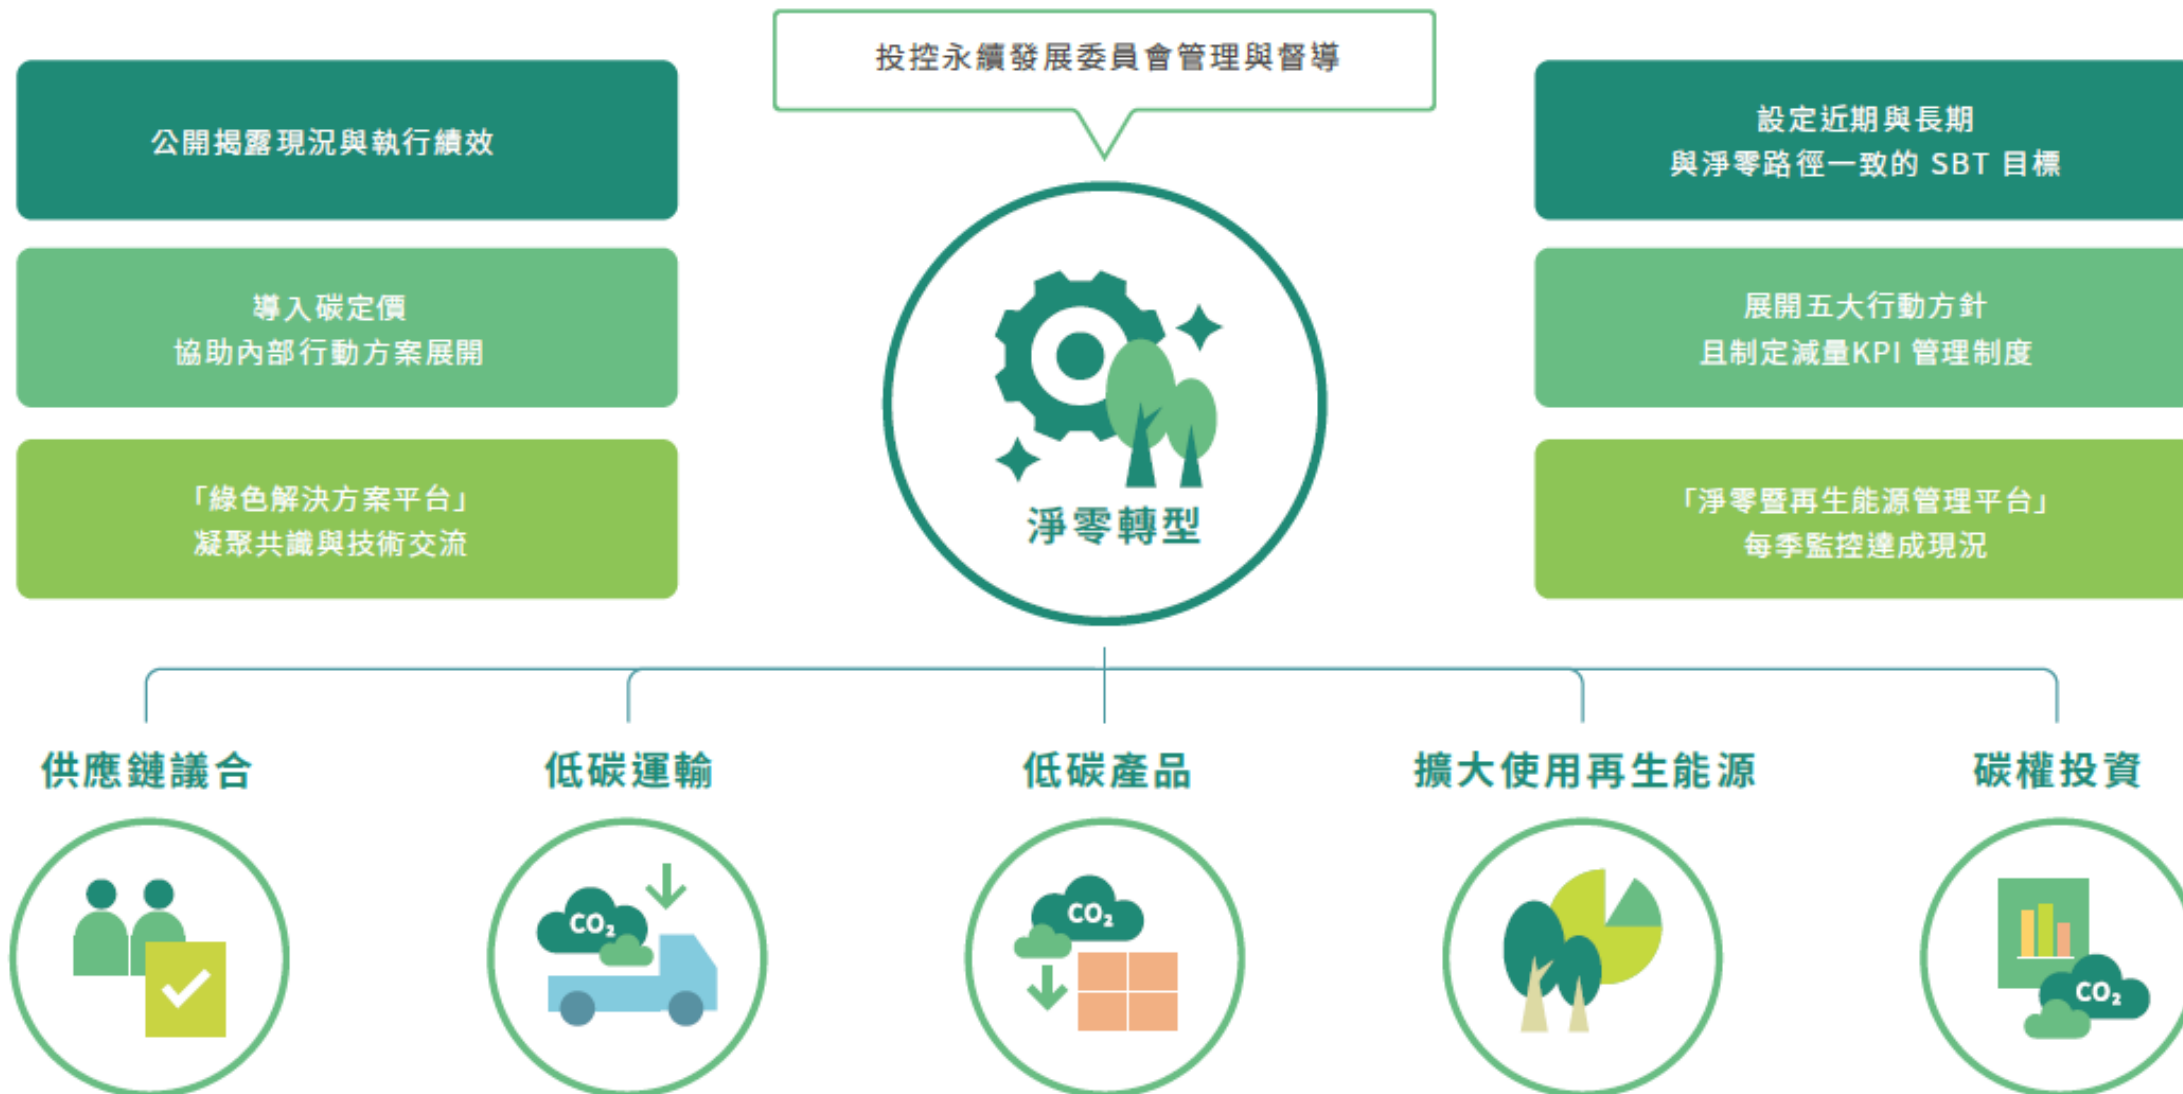 投控永續發展委員會管理與督導
公開揭露現況與執行績效
導入碳定價
協助內部行動方案展開
「綠色解決方案平台」
凝聚共識與技術交流
淨零轉型
設定近期與長期
與淨零路徑一致的 SBT 目標
展開五大行動方針
且制定減量KPI 管理制度
「淨零暨再生能源管理平台」
每季監控達成現況
供應鏈議合
低碳運輸
低碳產品
擴大使用再生能源
碳權投資
CO₂
CO₂
CO₂